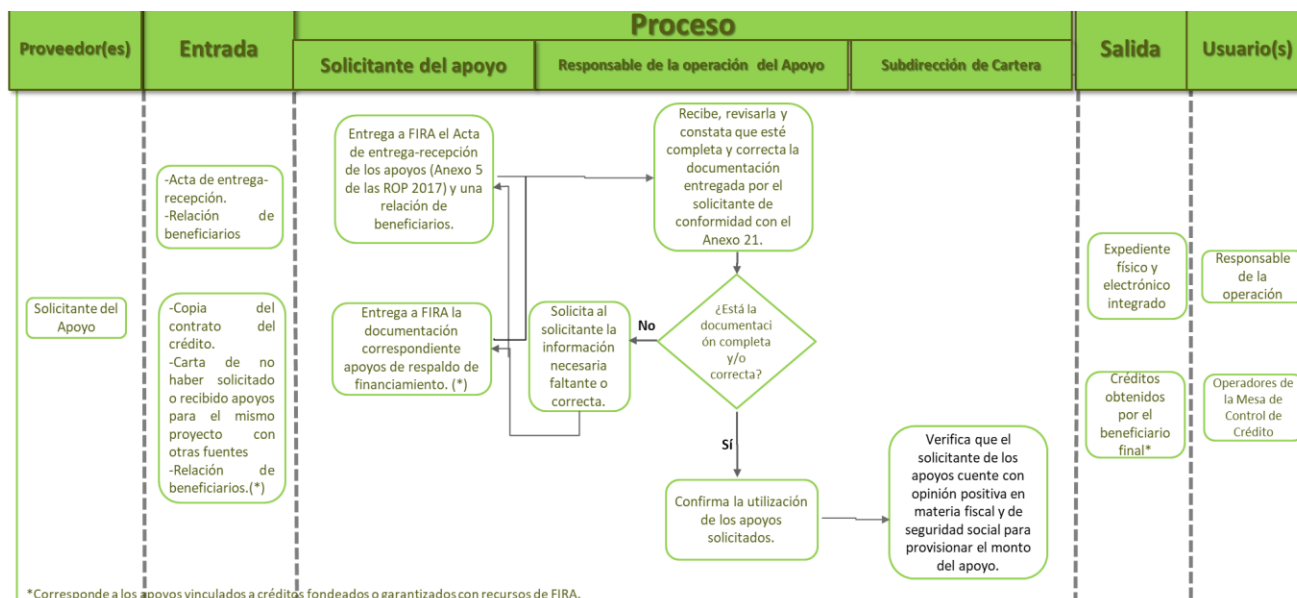 Proveedor(es)
Entrada
Proceso
Solicitante del apoyo
Responsable de la operación del Apoyo
Subdirección de Cartera
Salida
Usuario(s)
Solicitante del
Apoyo
-Acta de entrega-
recepción.
-Relación de
beneficiarios
-Copia del
contrato del
crédito.
-Carta de no
haber solicitado
o recibido apoyos
para el mismo
proyecto con
otras fuentes
-Relación de
beneficiarios.(*)
Entrega a FIRA el Acta
de entrega-recepción
de los apoyos (Anexo 5
de las ROP 2017) y una
relación de
beneficiarios.
Entrega a FIRA la
documentación
correspondiente
apoyos de respaldo de
financiamiento. (*)
Recibe, revisarla y
constata que esté
completa y correcta la
documentación
entregada por el
solicitante de
conformidad con el
Anexo 21.
¿Está la
documentaci
ón completa
y/o
correcta?
No
Solicita al
solicitante la
información
necesaria
faltante o
correcta.
Sí
Confirma la utilización
de los apoyos
solicitados.
Verifica que el
solicitante de los
apoyos cuente con
opinión positiva en
materia fiscal y de
seguridad social para
provisionar el monto
del apoyo.
Expediente
físico y
electrónico
integrado
Créditos
obtenidos
por el
beneficiario
final*
Responsable
de la
operación
Operadores de
la Mesa de
Control de
Crédito
*Corresponde a los apoyos vinculados a créditos fondeados o garantizados con recursos de FIRA.